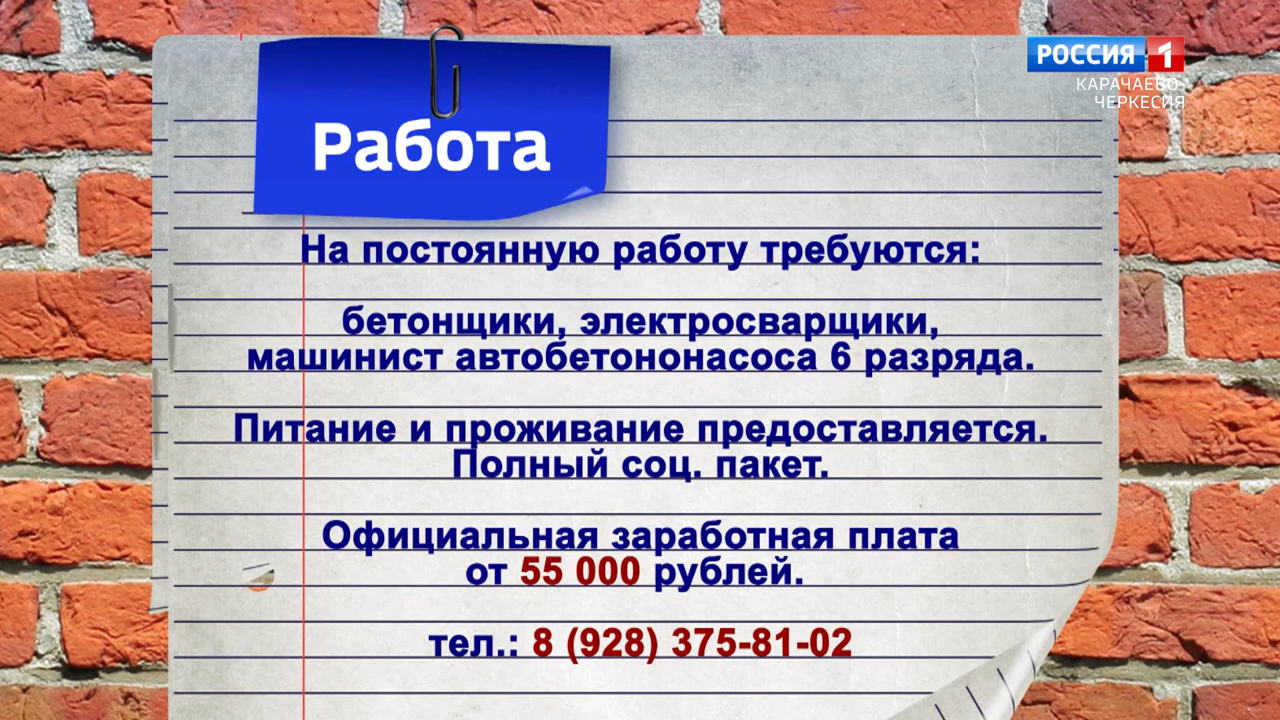 РОССИЯ 1
КАРАЧАЕВО-
ЧЕРКЕСИЯ
Работа
На постоянную работу требуются:
бетонщики, электросварщики,
машинист автобетононасоса 6 разряда.
Питание и проживание предоставляется.
Полный соц. пакет.
Официальная заработная плата
от 55 000 рублей.
тел.: 8 (928) 375-81-02